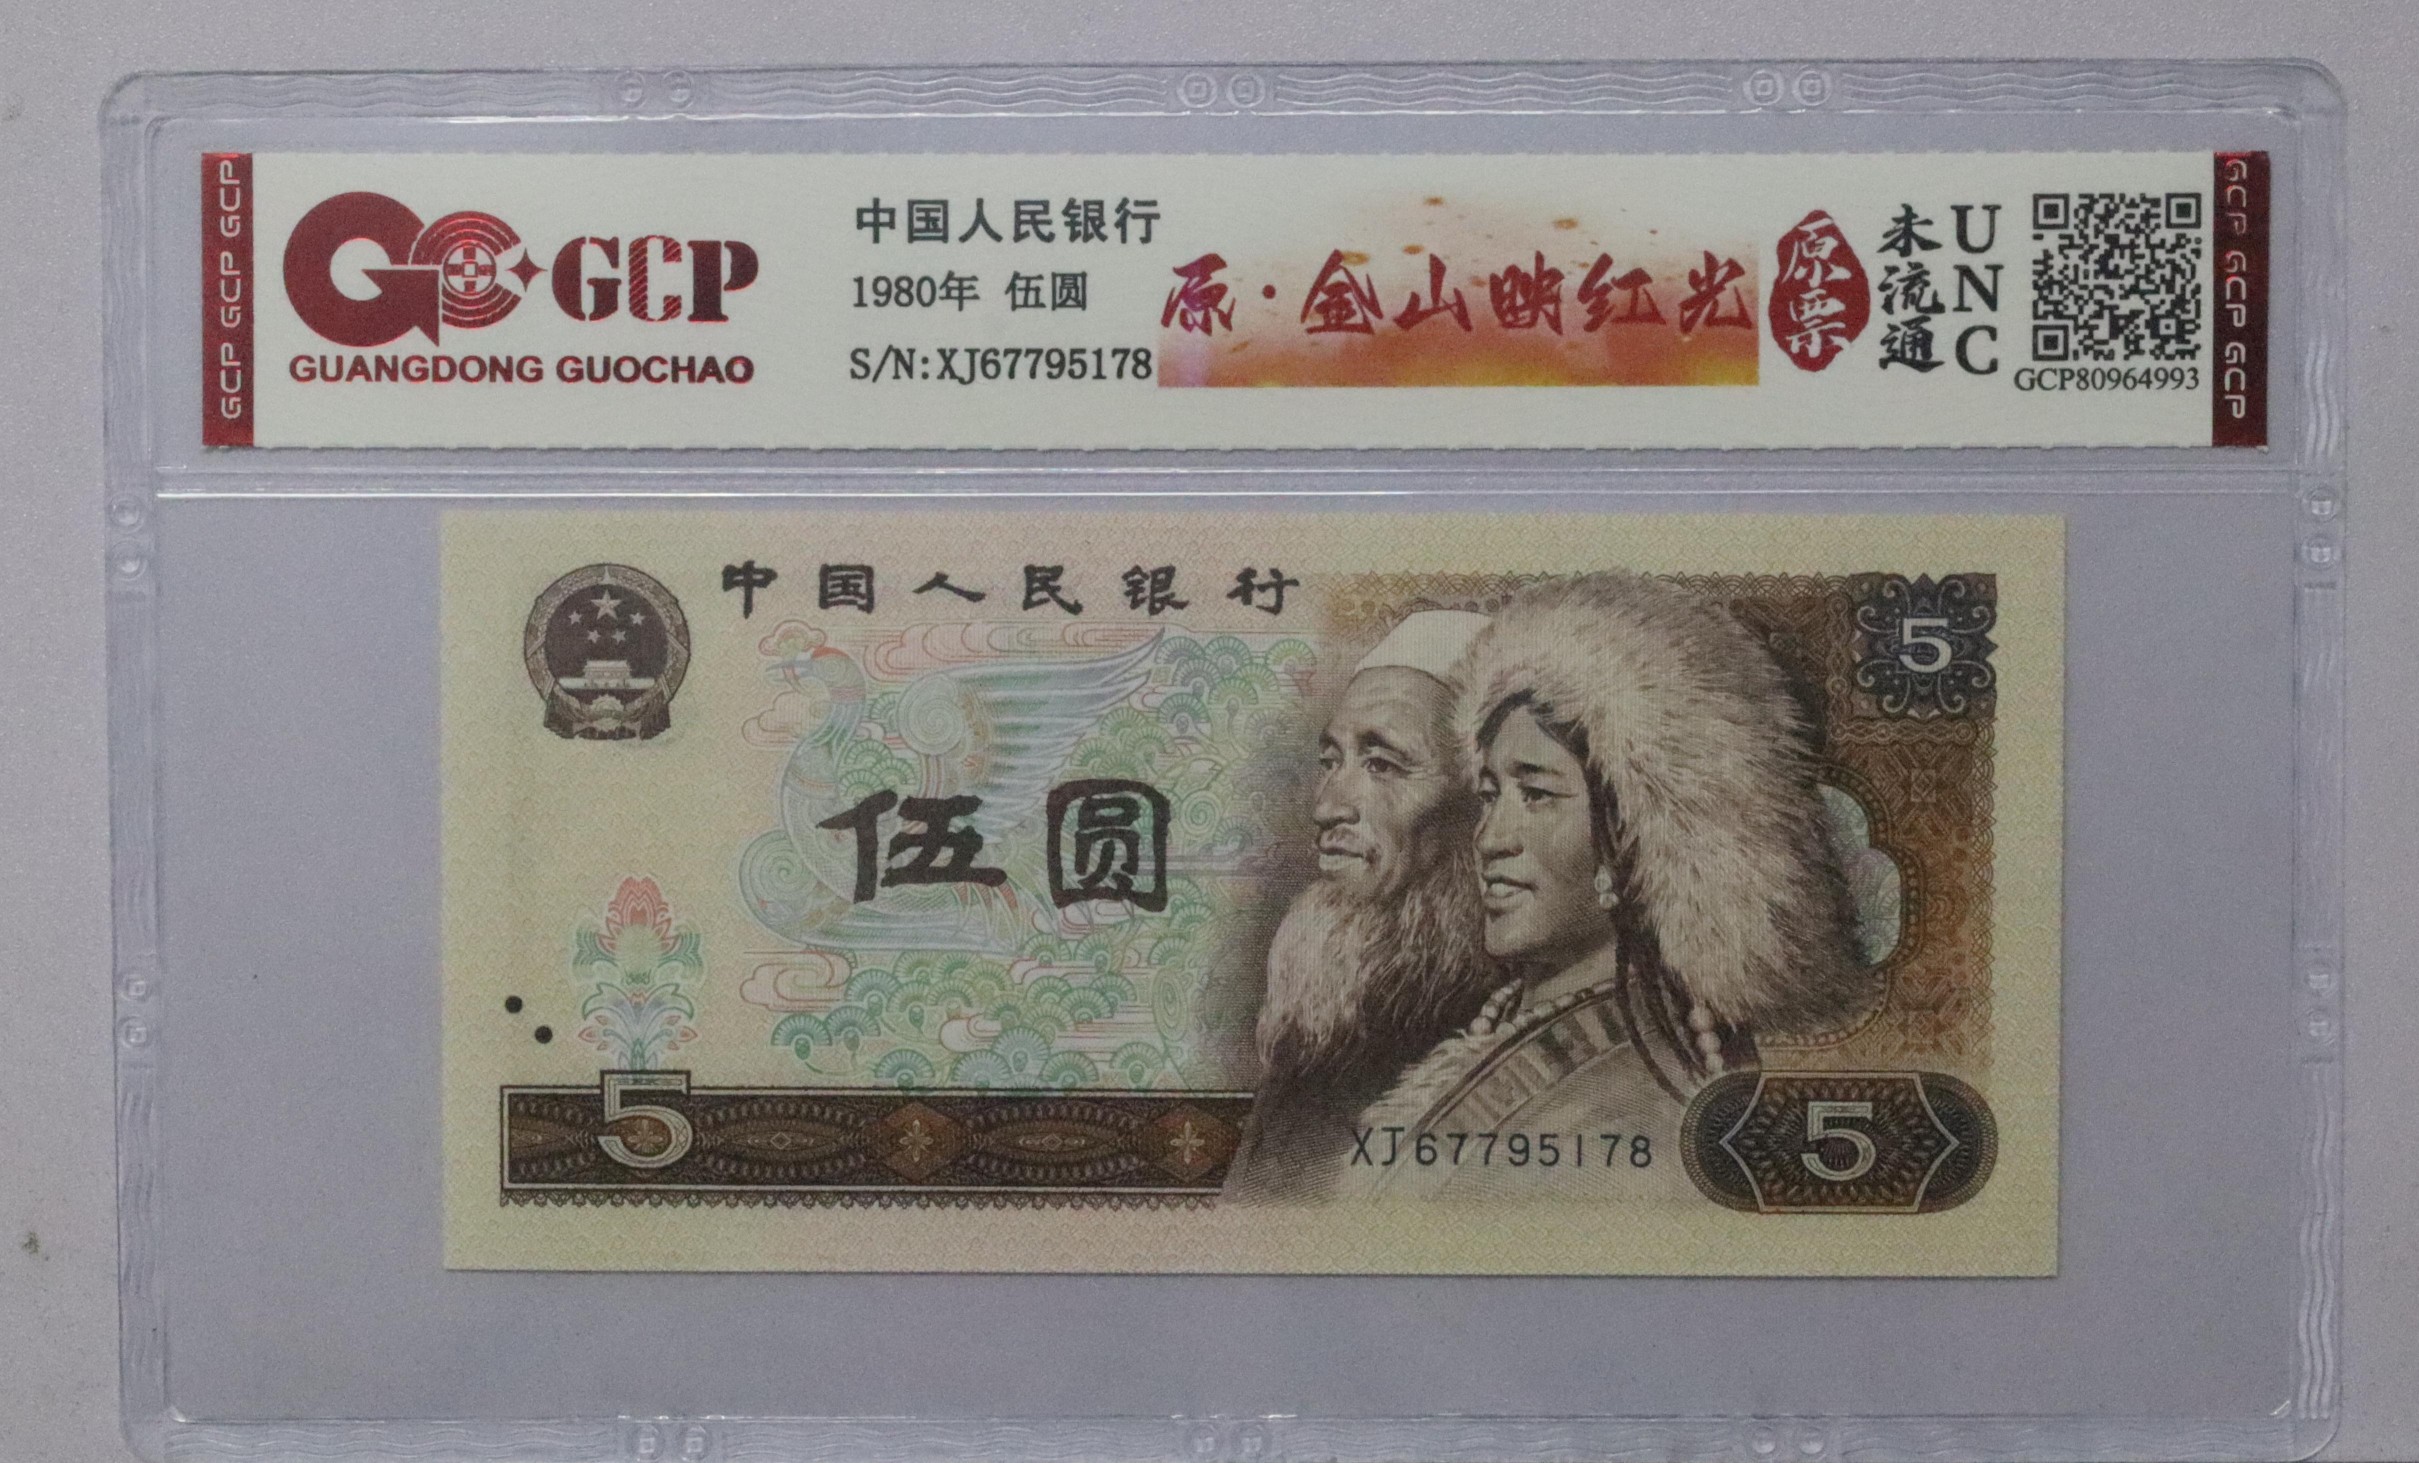 GCP GCP GCP
GCP
GUANGDONG GUOCHAO
中国人民银行
1980年 伍圆
S/N:XJ67795178
原·金山映红光
原票
未流通
UNC
GCP80964993
GCP GCP GCP
中国人民银行
5
伍圆
5
XJ67795178
5